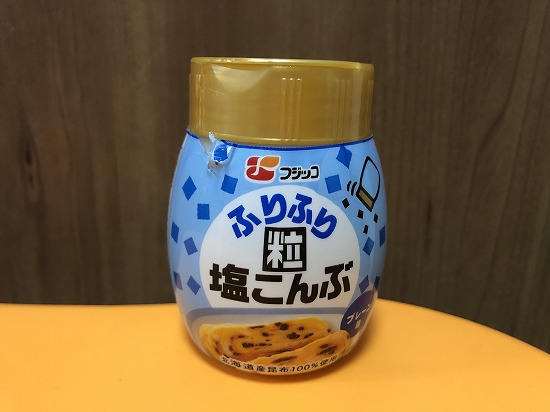 フジッコ
ふりふり
粒
塩こんぶ
プレーン
北海道産昆布100%使用